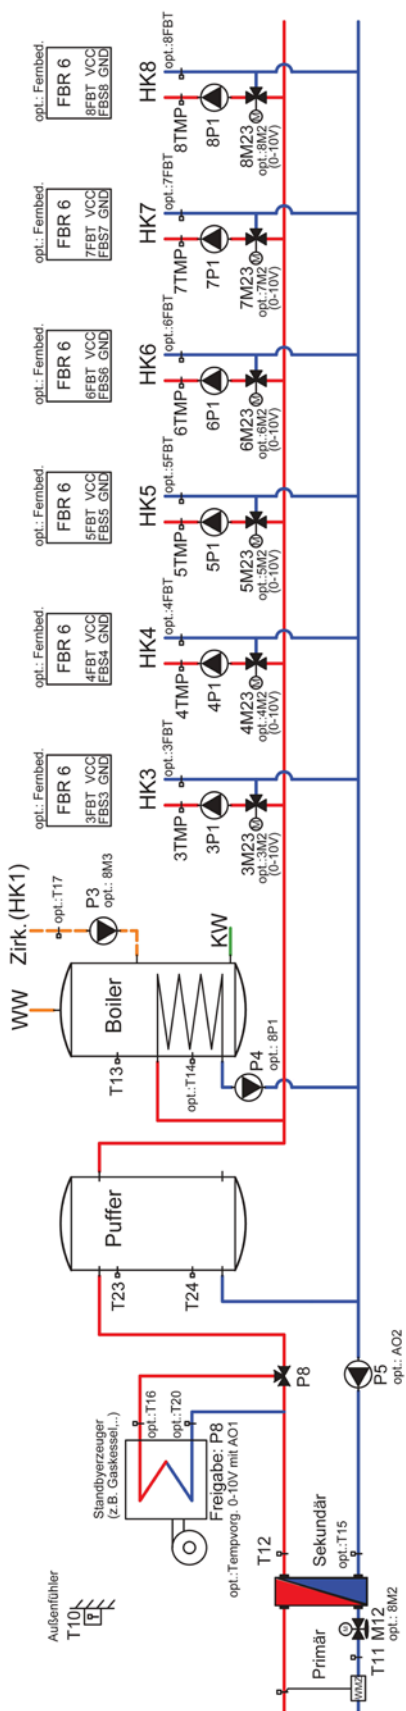 opt.: Fernbed.
FBR 6
8FBT VCC
FBS8 GND
HK8
opt.:8FBT
8TMP
8P1
8M23
opt.:8M2
(0-10V)
M
opt.: Fernbed.
FBR 6
7FBT VCC
FBS7 GND
HK7
opt.:7FBT
7TMP
7P1
7M23
opt.:7M2
(0-10V)
M
opt.: Fernbed.
FBR 6
6FBT VCC
FBS6 GND
HK6
opt.:6FBT
6TMP
6P1
6M23
opt.:6M2
(0-10V)
M
opt.: Fernbed.
FBR 6
5FBT VCC
FBS5 GND
HK5
opt.:5FBT
5TMP
5P1
5M23
opt.:5M2
(0-10V)
M
opt.: Fernbed.
FBR 6
4FBT VCC
FBS4 GND
HK4
opt.:4FBT
4TMP
4P1
4M23
opt.:4M2
(0-10V)
M
opt.: Fernbed.
FBR 6
3FBT VCC
FBS3 GND
HK3
opt.:3FBT
3TMP
3P1
3M23
opt.:3M2
(0-10V)
M
Zirk. (HK1)
opt.:T17
P3
opt.: 8M3
WW
KW
Boiler
T13
opt.:T14
P4
opt.: 8P1
Puffer
T23
T24
Standbyerzeuger
(z.B. Gaskessel,..)
opt.:T16
opt.:T20
Freigabe: P8
opt.:Tempvorg. 0-10V mit AO1
P8
P5
opt.: AO2
Außenfühler
T10
T12
Sekundär
opt.:T15
Primär
T11
M12
opt.: 8M2
M
WMZ